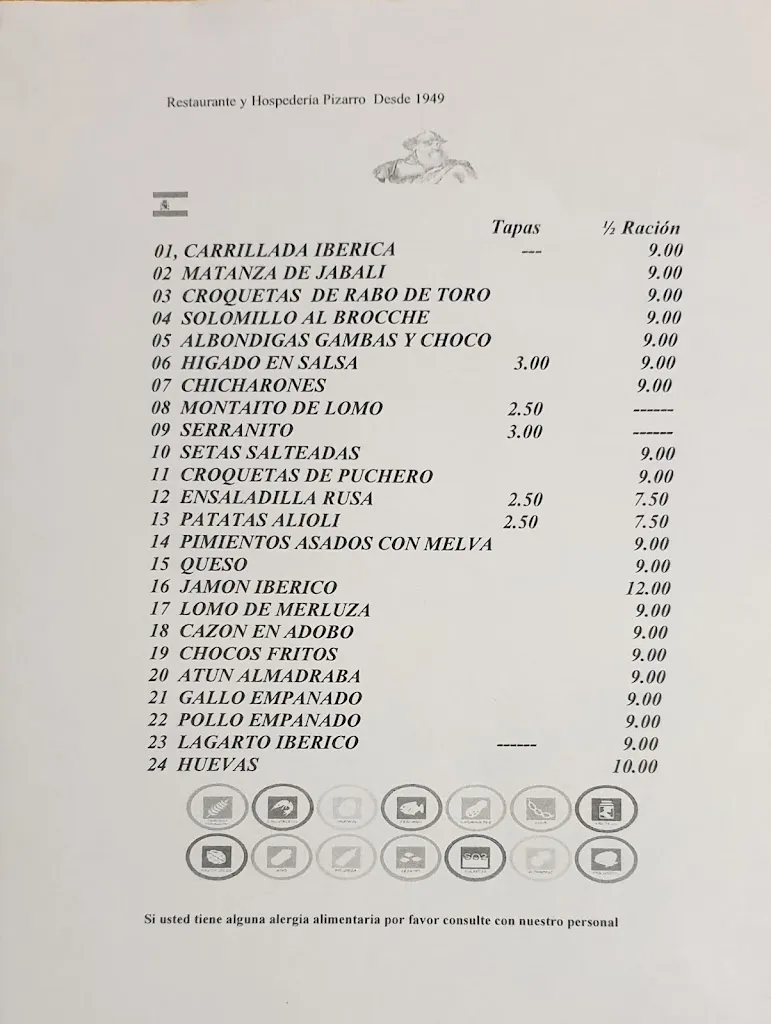 Restaurante y Hospedería Pizarro Desde 1949
Tapas ½ Ración
01, CARRILLADA IBERICA --- 9.00
02 MATANZA DE JABALI 9.00
03 CROQUETAS DE RABO DE TORO 9.00
04 SOLOMILLO AL BROCCHE 9.00
05 ALBONDIGAS GAMBAS Y CHOCO 9.00
06 HIGADO EN SALSA 3.00 9.00
07 CHICHARONES 9.00
08 MONTAITO DE LOMO 2.50 ------
09 SERRANITO 3.00 ------
10 SETAS SALTEADAS 9.00
11 CROQUETAS DE PUCHERO 9.00
12 ENSALADILLA RUSA 2.50 7.50
13 PATATAS ALIOLI 2.50 7.50
14 PIMIENTOS ASADOS CON MELVA 9.00
15 QUESO 9.00
16 JAMON IBERICO 12.00
17 LOMO DE MERLUZA 9.00
18 CAZON EN ADOBO 9.00
19 CHOCOS FRITOS 9.00
20 ATUN ALMADRABA 9.00
21 GALLO EMPANADO 9.00
22 POLLO EMPANADO 9.00
23 LAGARTO IBERICO ------ 9.00
24 HUEVAS 10.00
SO2
Si usted tiene alguna alergia alimentaria por favor consulte con nuestro personal